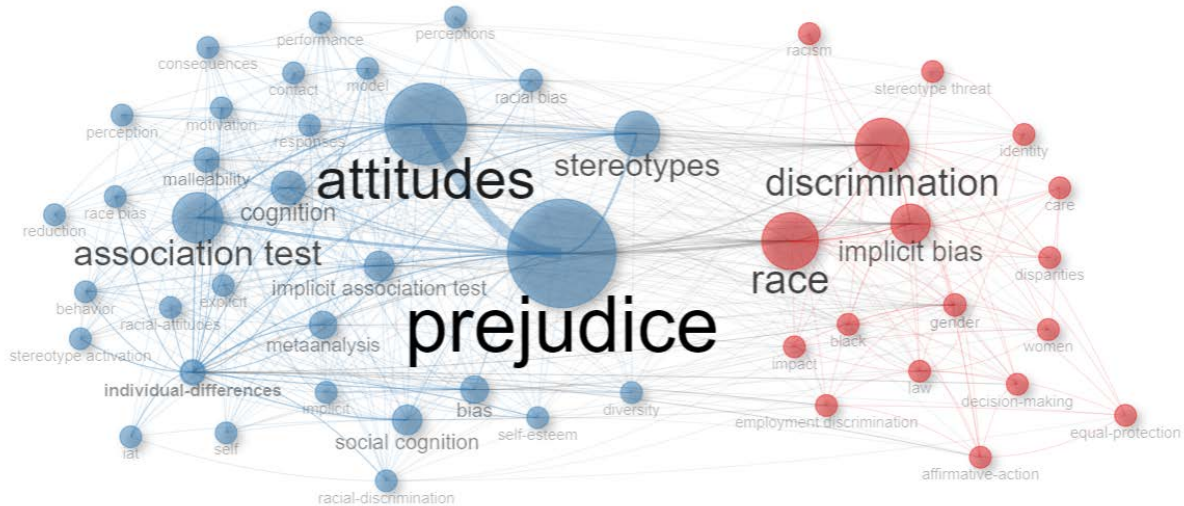 performance
perceptions
racism
consequences
contact
model
racial bias
stereotype threat
perception
motivation
responses
identity
malleability
attitudes
stereotypes
discrimination
race bias
cognition
care
reduction
association test
implicit bias
disparities
behavior
explicit
implicit association test
race
racial-attitudes
prejudice
gender
stereotype activation
metaanalysis
black
women
impact
individual-differences
law
decision-making
implicit
bias
diversity
employment discrimination
equal-protection
iat
self
social cognition
self-esteem
affirmative-action
racial-discrimination